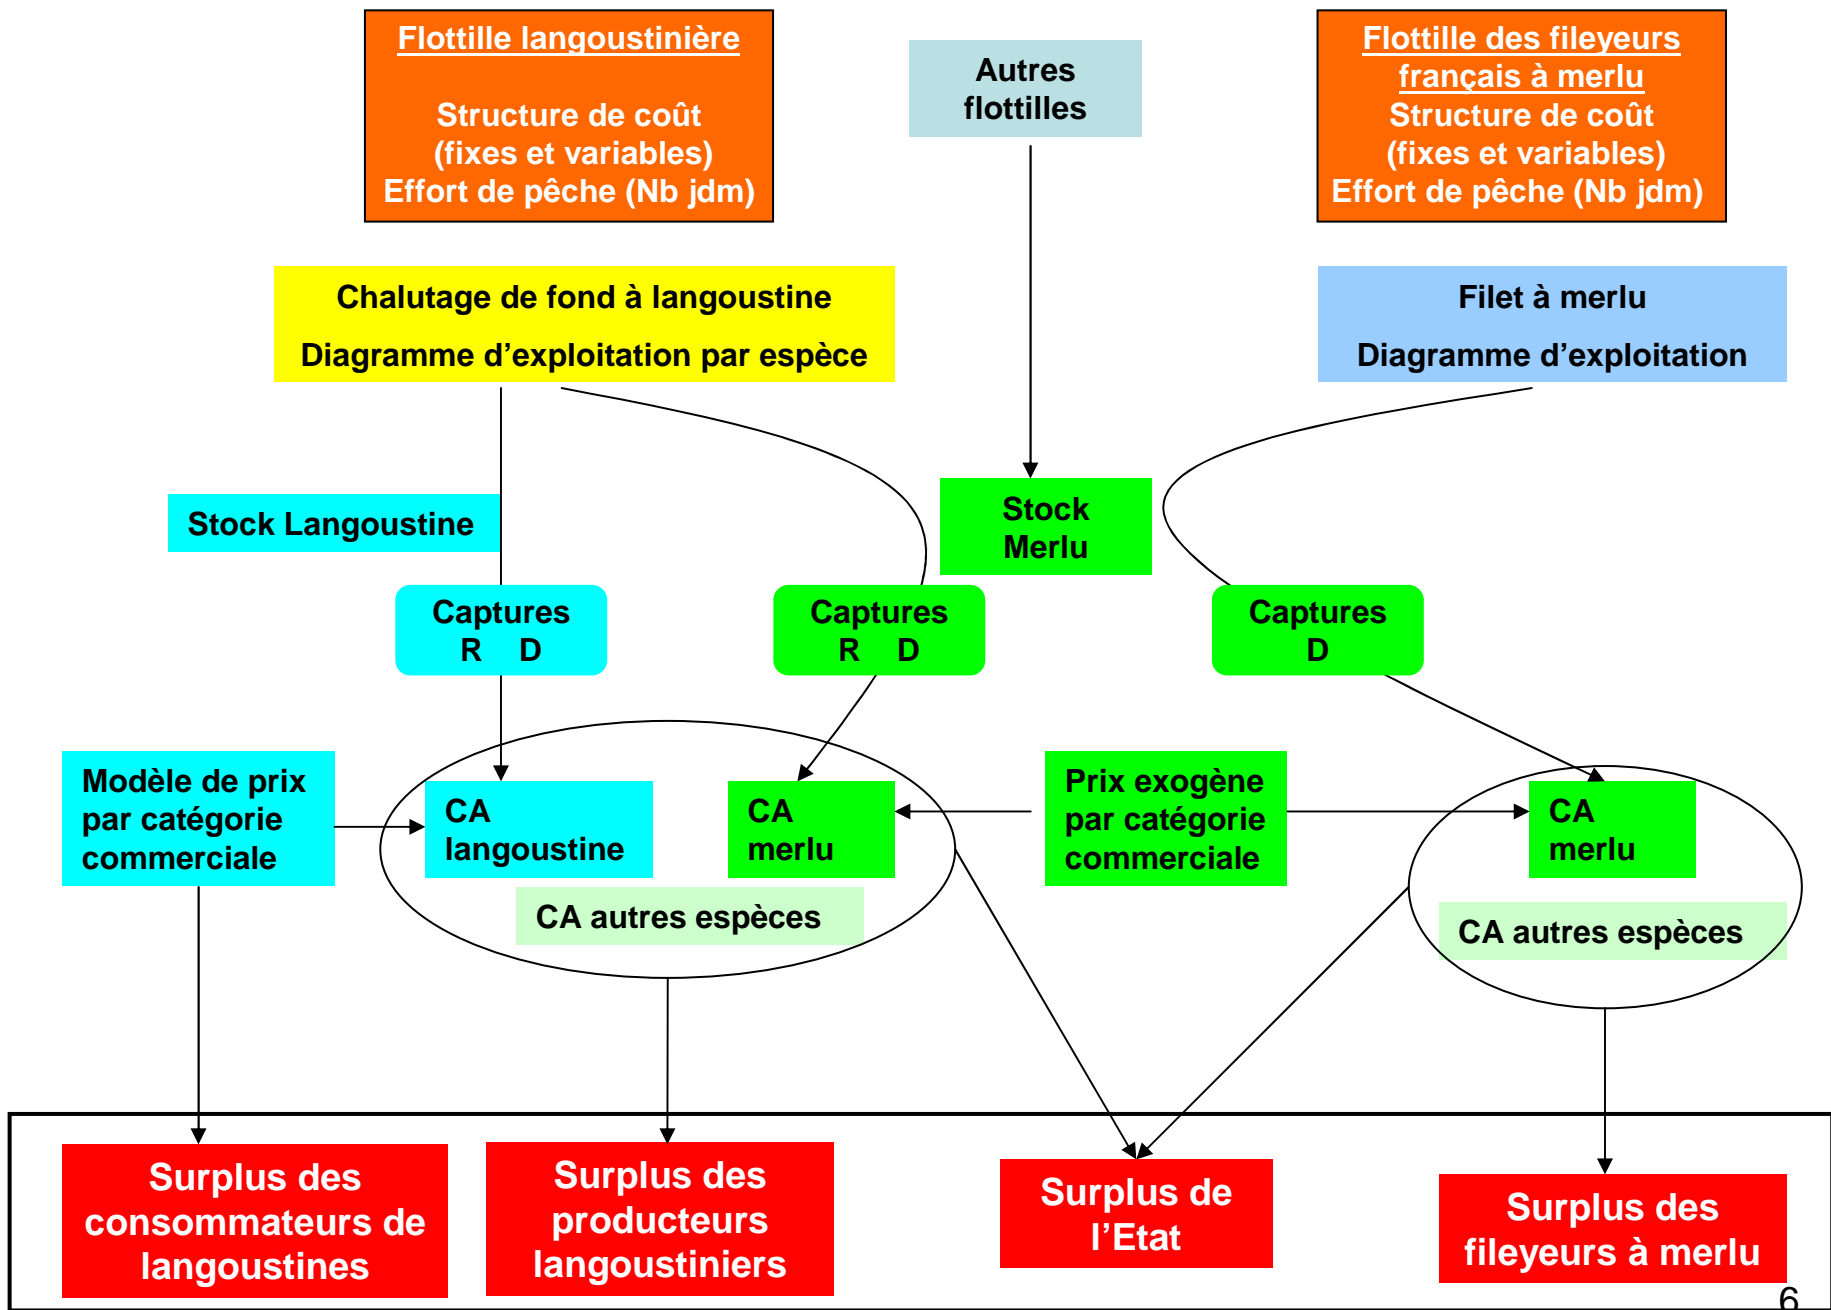 Flottille langoustinière
Structure de coût
(fixes et variables)
Effort de pêche (Nb jdm)
Autres
flottilles
Flottille des fileyeurs
français à merlu
Structure de coût
(fixes et variables)
Effort de pêche (Nb jdm)
Chalutage de fond à langoustine
Diagramme d’exploitation par espèce
Filet à merlu
Diagramme d’exploitation
Stock Langoustine
Stock
Merlu
Captures
R D
Captures
R D
Captures
D
Modèle de prix
par catégorie
commerciale
CA
langoustine
CA
merlu
Prix exogène
par catégorie
commerciale
CA
merlu
CA autres espèces
CA autres espèces
Surplus des
consommateurs de
langoustines
Surplus des
producteurs
langoustiniers
Surplus de
l’Etat
Surplus des
fileyeurs à merlu
6